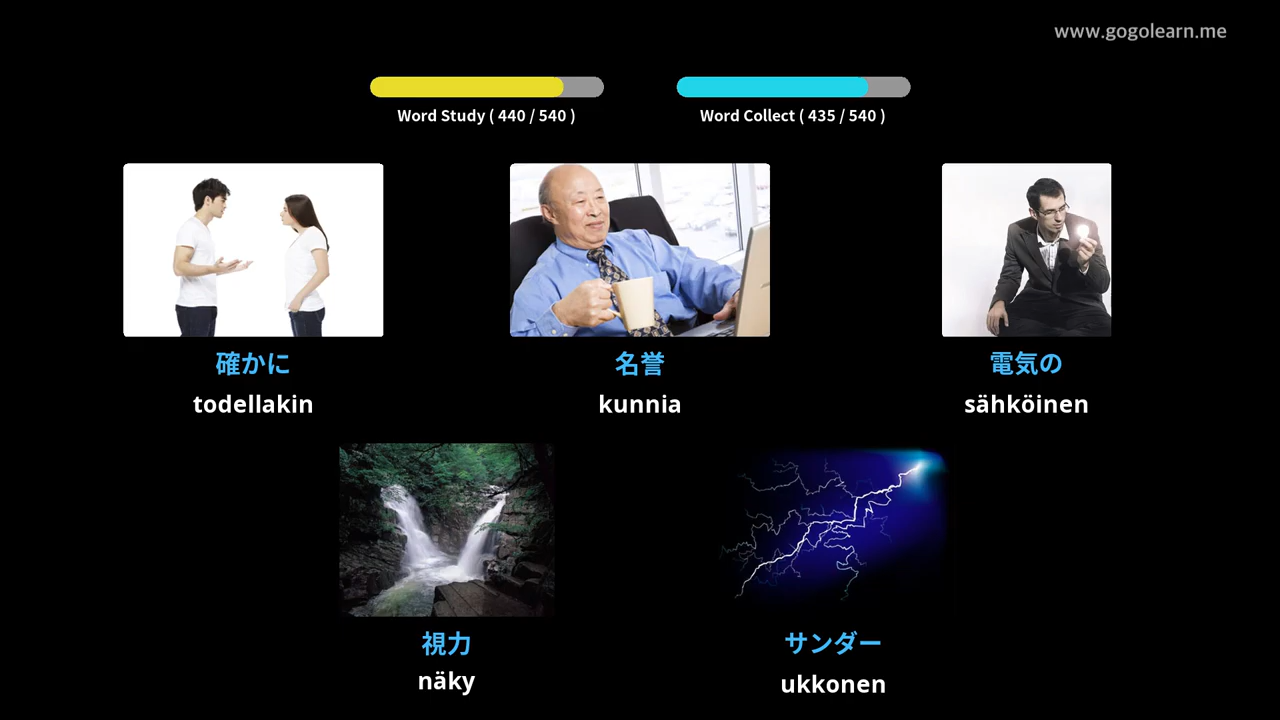 www.gogolearn.me
Word Study ( 440 / 540 )
Word Collect ( 435 / 540 )
確かに
todellakin
名誉
kunnia
電気の
sähköinen
視力
näky
サンダー
ukkonen